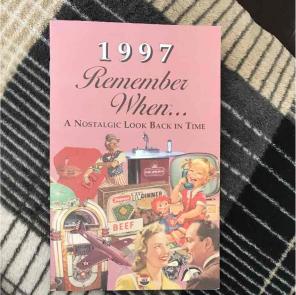 1997
Remember
When...
A NOSTALGIC LOOK BACK IN TIME
DINNER
BEEF